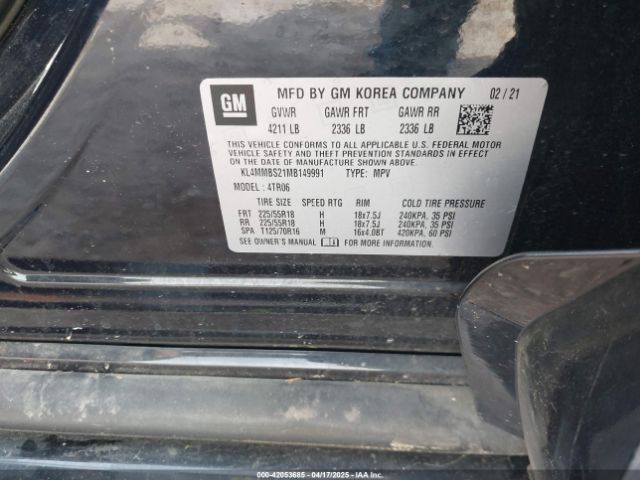 GM
MFD BY GM KOREA COMPANY 02 / 21
GVWR GAWR FRT GAWR RR
4211 LB 2336 LB 2336 LB
THIS VEHICLE CONFORMS TO ALL APPLICABLE U.S. FEDERAL MOTOR
VEHICLE SAFETY, BUMPER, AND THEFT PREVENTION STANDARDS IN EFFECT
ON THE DATE OF MANUFACTURE SHOWN ABOVE.
KL4MMBS21MB149991 TYPE: MPV
MODEL : 4TR06
TIRE SIZE SPEED RTG RIM COLD TIRE PRESSURE
FRT 225/55R18 H 18x7.5J 240KPA, 35 PSI
RR 225/55R18 H 18x7.5J 240KPA, 35 PSI
SPA T125/70R16 M 16x4.0BT 420KPA, 60 PSI
SEE OWNER'S MANUAL FOR MORE INFORMATION.
IAA - 42053685 - 04/17/2025 - IAAI.COM